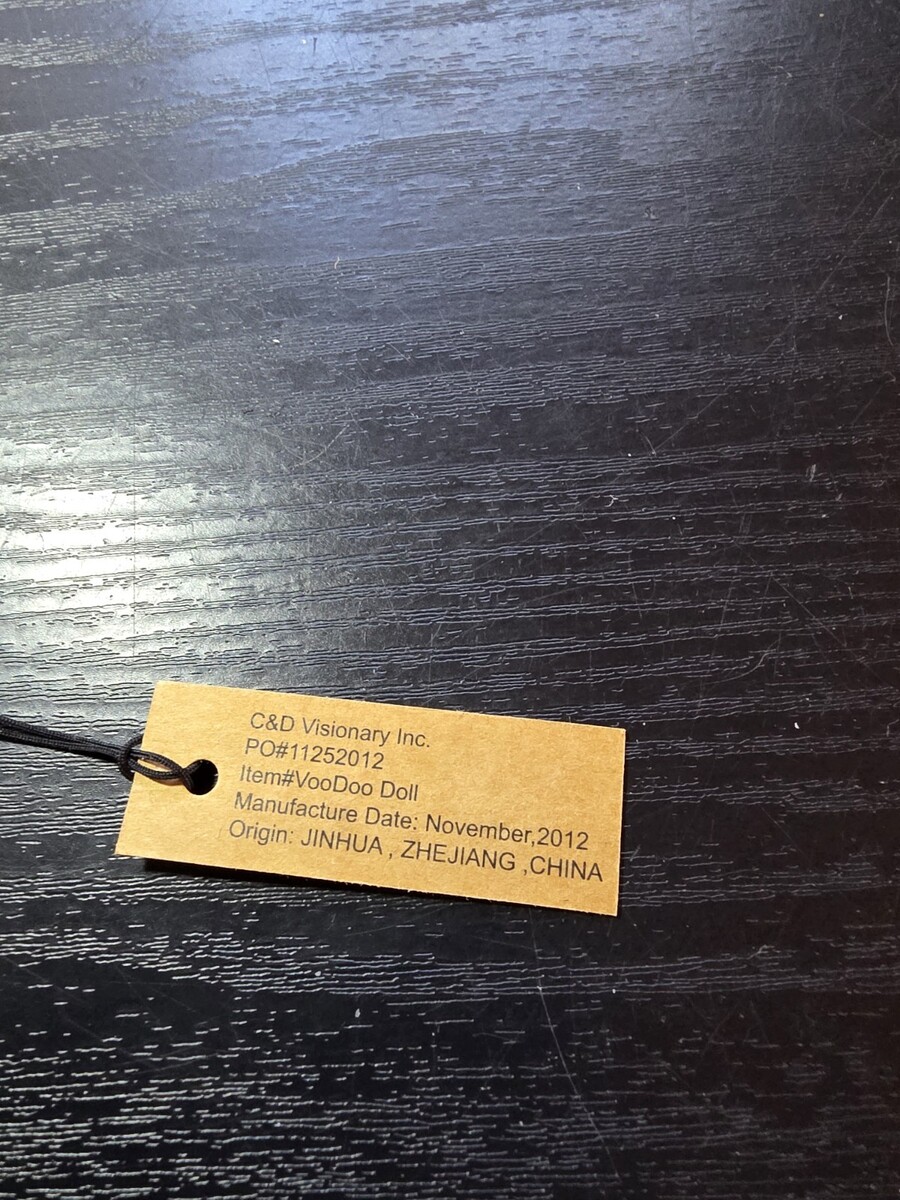 C&D Visionary Inc.
PO#11252012
Item#VooDoo Doll
Manufacture Date: November,2012
Origin: JINHUA , ZHEJIANG ,CHINA